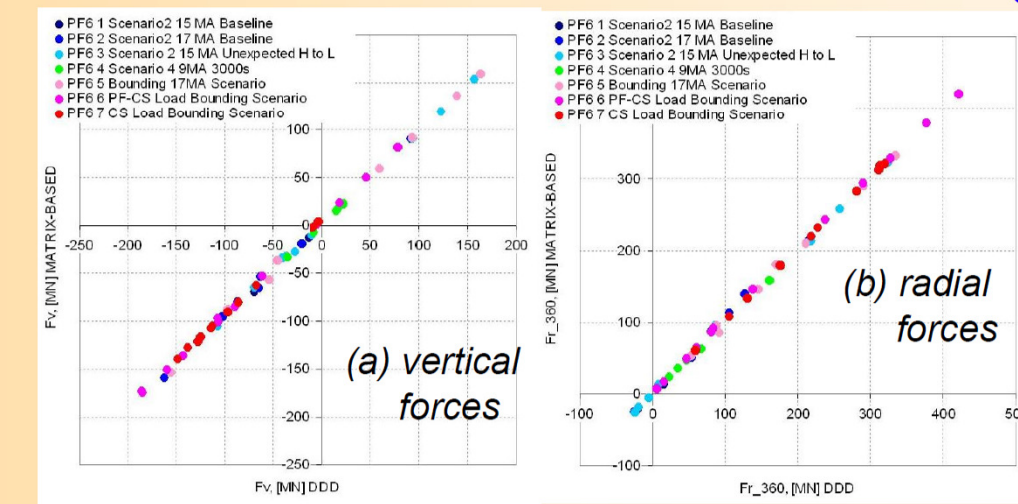 PF6 1 Scenario2 15 MA Baseline
PF6 2 Scenario2 17 MA Baseline
PF6 3 Scenario 2 15 MA Unexpected H to L
PF6 4 Scenario 4 9MA 3000s
PF6 5 Bounding 17MA Scenario
PF6 6 PF-CS Load Bounding Scenario
PF6 7 CS Load Bounding Scenario
100
50
0
-250 -200 -150 -100 -50 0 50 100 150 200
-50
-100
-150
-200
-250
Fv, [MN] MATRIX-BASED
Fv, [MN] DDD
(a) vertical
forces
PF6 1 Scenario2 15 MA Baseline
PF6 2 Scenario2 17 MA Baseline
PF6 3 Scenario 2 15 MA Unexpected H to L
PF6 4 Scenario 4 9MA 3000s
PF6 5 Bounding 17MA Scenario
PF6 6 PF-CS Load Bounding Scenario
PF6 7 CS Load Bounding Scenario
300
200
100
0
-100 0 100 200 300 400 50
-100
Fr_360, [MN] MATRIX-BASED
Fr_360, [MN] DDD
(b) radial
forces